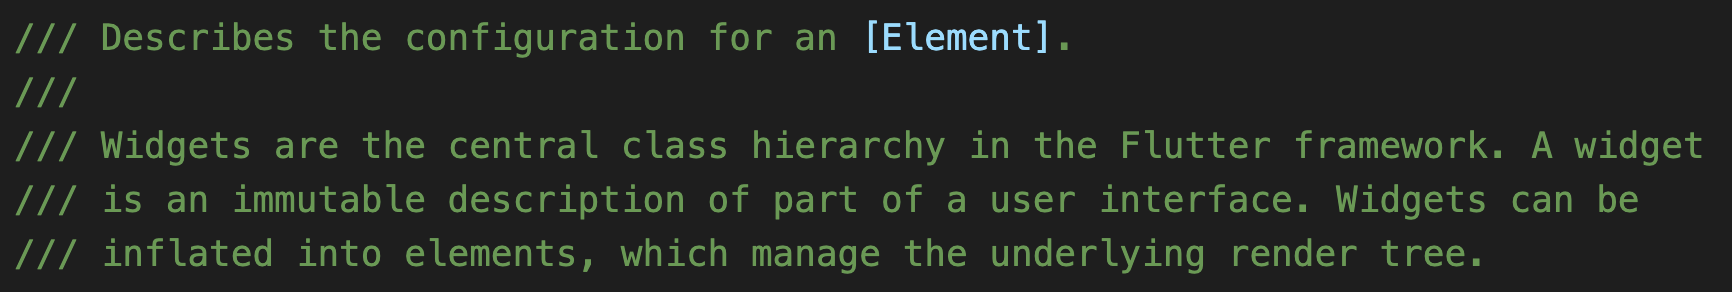 /// Describes the configuration for an [Element].
///
/// Widgets are the central class hierarchy in the Flutter framework. A widget
/// is an immutable description of part of a user interface. Widgets can be
/// inflated into elements, which manage the underlying render tree.